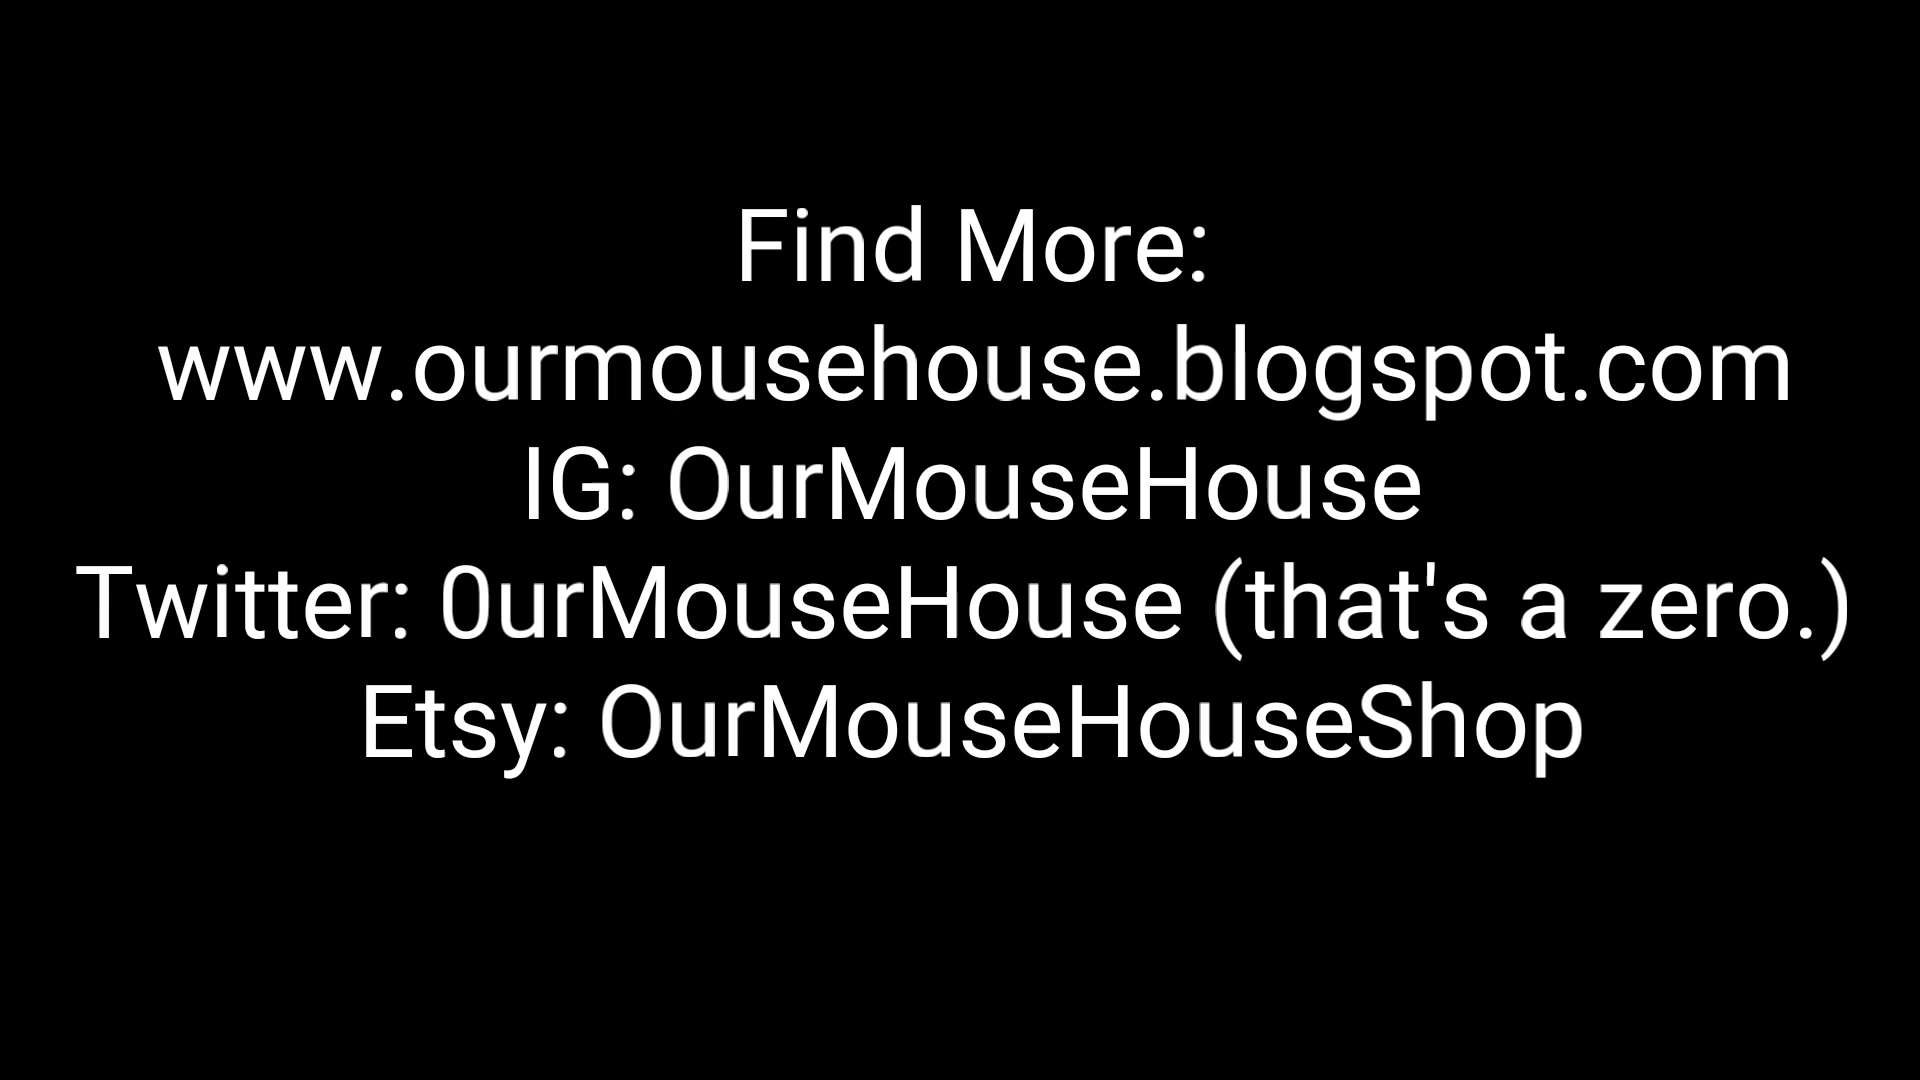 Find More:
www.ourmousehouse.blogspot.com
IG: OurMouseHouse
Twitter: 0urMouseHouse (that's a zero.)
Etsy: OurMouseHouseShop